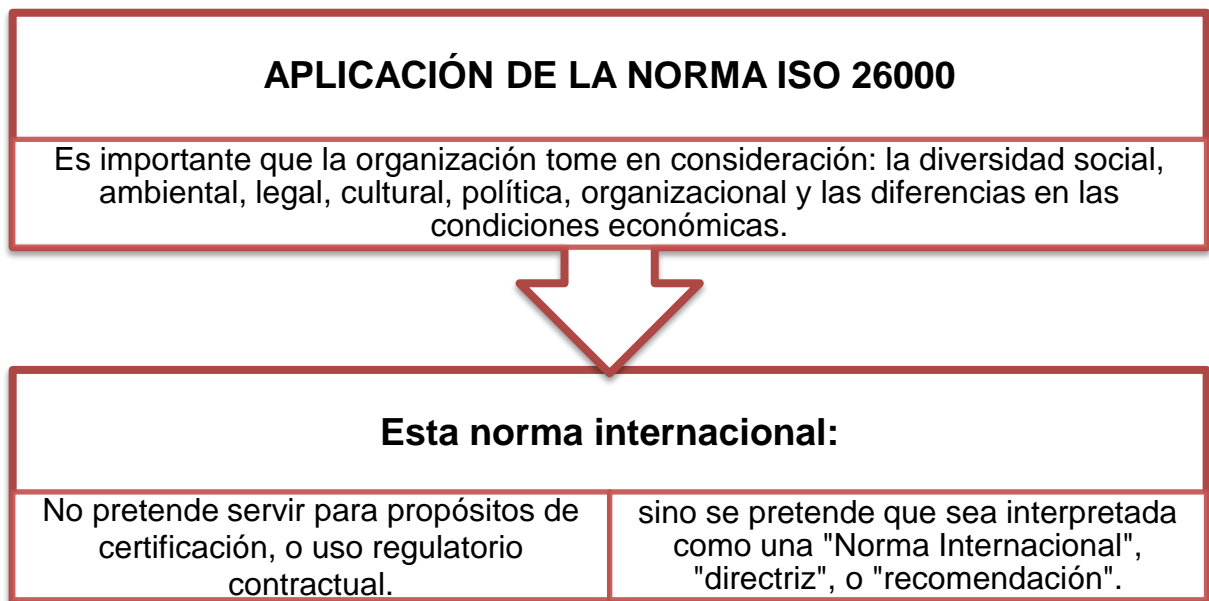 APLICACIÓN DE LA NORMA ISO 26000
Es importante que la organización tome en consideración: la diversidad social,
ambiental, legal, cultural, política, organizacional y las diferencias en las
condiciones económicas.
Esta norma internacional:
No pretende servir para propósitos de
certificación, o uso regulatorio
contractual.
sino se pretende que sea interpretada
como una "Norma Internacional",
"directriz", o "recomendación".